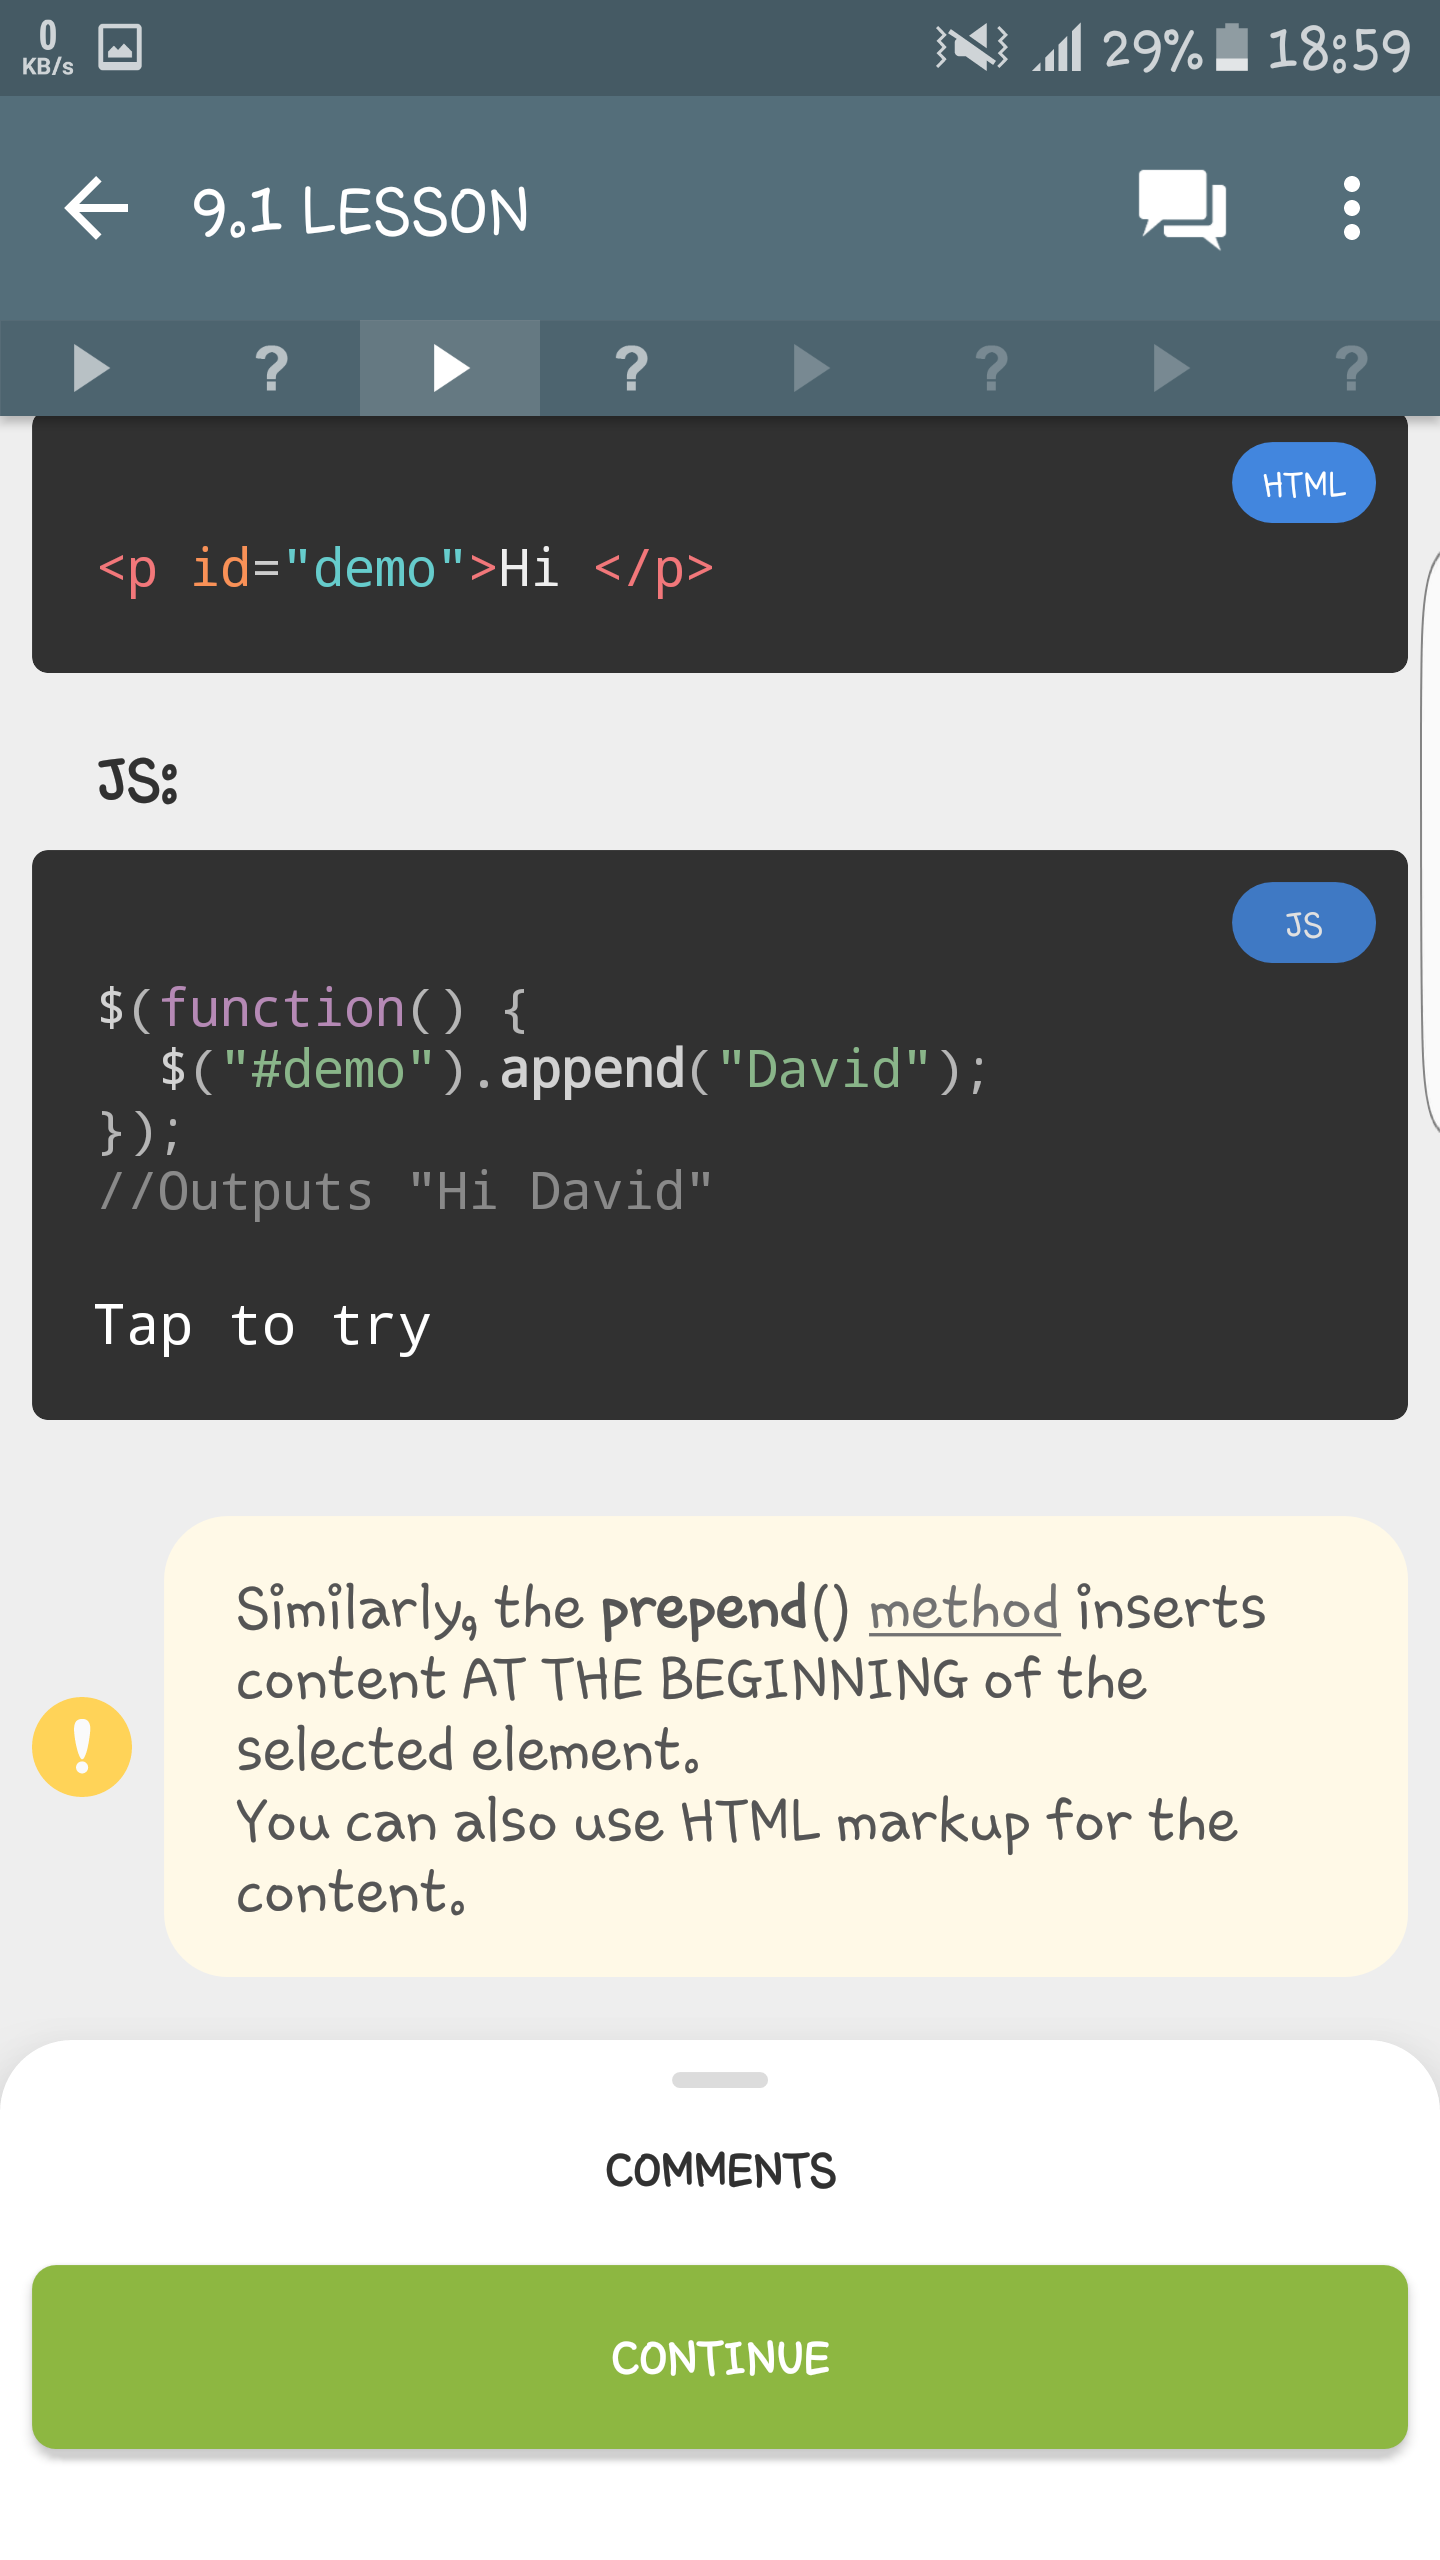 0
KB/s
29% 18:59
9.1 LESSON
? ? ? ?
HTML
<p id="demo">Hi </p>
JS:
JS
$(function() {
  $("#demo").append("David");
});
//Outputs "Hi David"
Tap to try
Similarly, the prepend() method inserts
content AT THE BEGINNING of the
selected element.
You can also use HTML markup for the
content.
!
COMMENTS
CONTINUE